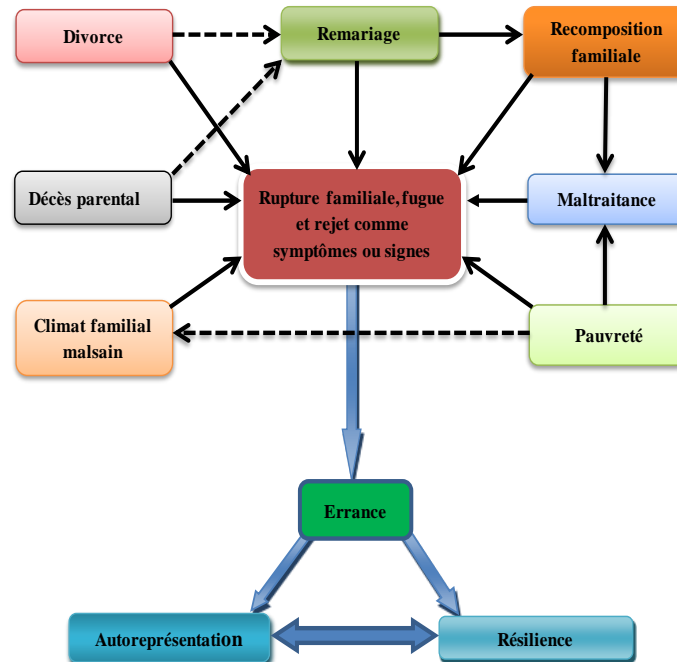 Divorce
Remariage
Recomposition
familiale
Décès parental
Rupture familiale, fugue
et rejet comme
symptômes ou signes
Maltraitance
Climat familial
malsain
Pauvreté
Errance
Autoreprésentation
Résilience